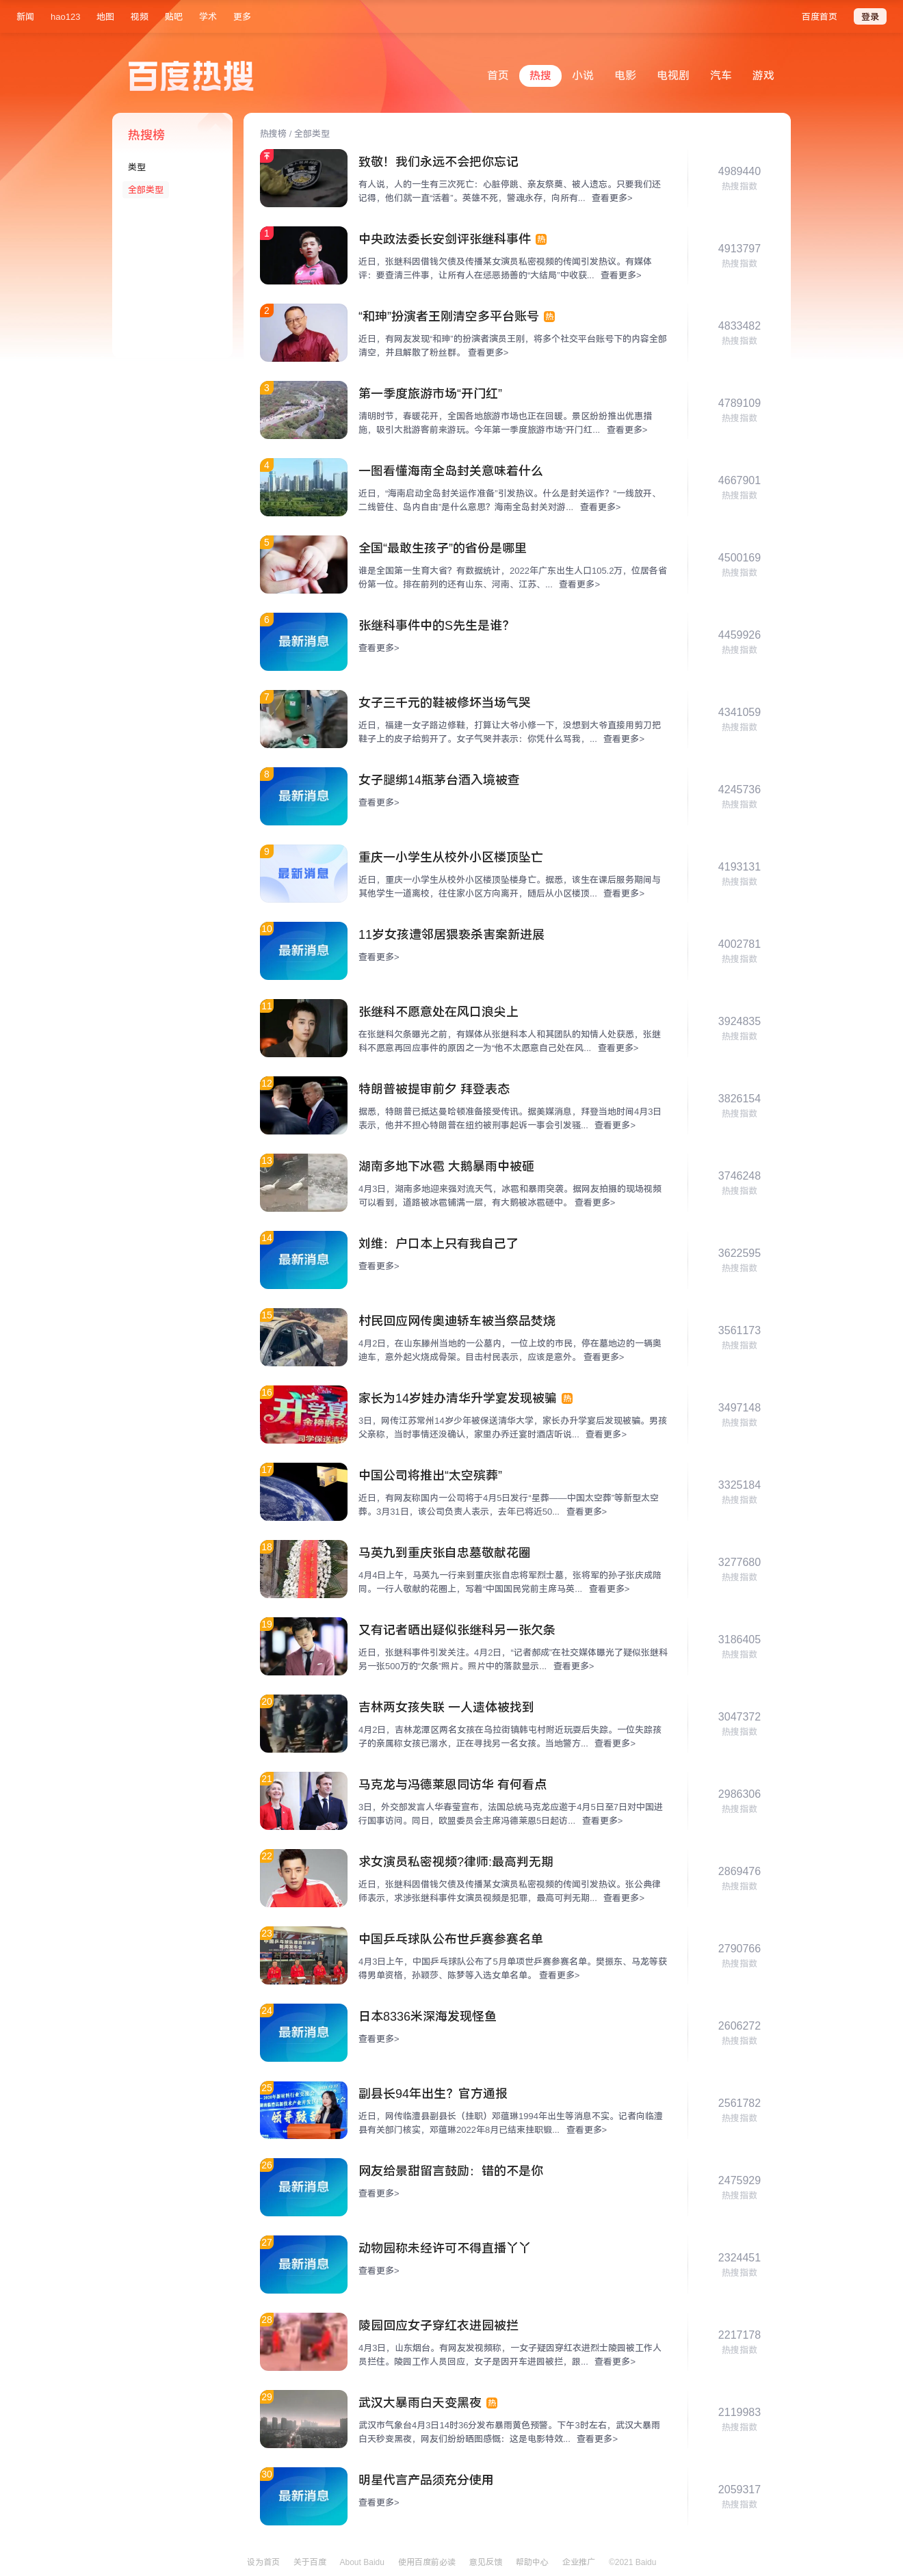 新闻 hao123 地图 视频 贴吧 学术 更多 百度首页 登录
百度热搜
首页 热搜 小说 电影 电视剧 汽车 游戏
热搜榜
类型
全部类型
热搜榜 / 全部类型
致敬！我们永远不会把你忘记
有人说，人的一生有三次死亡：心脏停跳、亲友祭奠、被人遗忘。只要我们还
记得，他们就一直“活着”。英雄不死，警魂永存，向所有... 查看更多>
4989440
热搜指数
1
中央政法委长安剑评张继科事件 热
近日，张继科因借钱欠债及传播某女演员私密视频的传闻引发热议。有媒体
评：要查清三件事，让所有人在惩恶扬善的“大结局”中收获... 查看更多>
4913797
热搜指数
2
“和珅”扮演者王刚清空多平台账号 热
近日，有网友发现“和珅”的扮演者演员王刚，将多个社交平台账号下的内容全部
清空，并且解散了粉丝群。 查看更多>
4833482
热搜指数
3
第一季度旅游市场“开门红”
清明时节，春暖花开，全国各地旅游市场也正在回暖。景区纷纷推出优惠措
施，吸引大批游客前来游玩。今年第一季度旅游市场“开门红... 查看更多>
4789109
热搜指数
4
一图看懂海南全岛封关意味着什么
近日，“海南启动全岛封关运作准备”引发热议。什么是封关运作？“一线放开、
二线管住、岛内自由”是什么意思？海南全岛封关对游... 查看更多>
4667901
热搜指数
5
全国“最敢生孩子”的省份是哪里
谁是全国第一生育大省？有数据统计，2022年广东出生人口105.2万，位居各省
份第一位。排在前列的还有山东、河南、江苏、... 查看更多>
4500169
热搜指数
6
最新消息
张继科事件中的S先生是谁？
查看更多>
4459926
热搜指数
7
女子三千元的鞋被修坏当场气哭
近日，福建一女子路边修鞋，打算让大爷小修一下，没想到大爷直接用剪刀把
鞋子上的皮子给剪开了。女子气哭并表示：你凭什么骂我，... 查看更多>
4341059
热搜指数
8
最新消息
女子腿绑14瓶茅台酒入境被查
查看更多>
4245736
热搜指数
9
最新消息
重庆一小学生从校外小区楼顶坠亡
近日，重庆一小学生从校外小区楼顶坠楼身亡。据悉，该生在课后服务期间与
其他学生一道离校，往住家小区方向离开，随后从小区楼顶... 查看更多>
4193131
热搜指数
10
最新消息
11岁女孩遭邻居猥亵杀害案新进展
查看更多>
4002781
热搜指数
11
张继科不愿意处在风口浪尖上
在张继科欠条曝光之前，有媒体从张继科本人和其团队的知情人处获悉，张继
科不愿意再回应事件的原因之一为“他不太愿意自己处在风... 查看更多>
3924835
热搜指数
12
特朗普被提审前夕 拜登表态
据悉，特朗普已抵达曼哈顿准备接受传讯。据美媒消息，拜登当地时间4月3日
表示，他并不担心特朗普在纽约被刑事起诉一事会引发骚... 查看更多>
3826154
热搜指数
13
湖南多地下冰雹 大鹅暴雨中被砸
4月3日，湖南多地迎来强对流天气，冰雹和暴雨突袭。据网友拍摄的现场视频
可以看到，道路被冰雹铺满一层，有大鹅被冰雹砸中。 查看更多>
3746248
热搜指数
14
最新消息
刘维：户口本上只有我自己了
查看更多>
3622595
热搜指数
15
村民回应网传奥迪轿车被当祭品焚烧
4月2日，在山东滕州当地的一公墓内，一位上坟的市民，停在墓地边的一辆奥
迪车，意外起火烧成骨架。目击村民表示，应该是意外。 查看更多>
3561173
热搜指数
16
升学宴
家长为14岁娃办清华升学宴发现被骗 热
3日，网传江苏常州14岁少年被保送清华大学，家长办升学宴后发现被骗。男孩
父亲称，当时事情还没确认，家里办乔迁宴时酒店听说... 查看更多>
3497148
热搜指数
17
中国公司将推出“太空殡葬”
近日，有网友称国内一公司将于4月5日发行“星葬——中国太空葬”等新型太空
葬。3月31日，该公司负责人表示，去年已将近50... 查看更多>
3325184
热搜指数
18
马英九到重庆张自忠墓敬献花圈
4月4日上午，马英九一行来到重庆张自忠将军烈士墓，张将军的孙子张庆成陪
同。一行人敬献的花圈上，写着“中国国民党前主席马英... 查看更多>
3277680
热搜指数
19
又有记者晒出疑似张继科另一张欠条
近日，张继科事件引发关注。4月2日，“记者郝成”在社交媒体曝光了疑似张继科
另一张500万的“欠条”照片。照片中的落款显示... 查看更多>
3186405
热搜指数
20
吉林两女孩失联 一人遗体被找到
4月2日，吉林龙潭区两名女孩在乌拉街镇韩屯村附近玩耍后失踪。一位失踪孩
子的亲属称女孩已溺水，正在寻找另一名女孩。当地警方... 查看更多>
3047372
热搜指数
21
马克龙与冯德莱恩同访华 有何看点
3日，外交部发言人华春莹宣布，法国总统马克龙应邀于4月5日至7日对中国进
行国事访问。同日，欧盟委员会主席冯德莱恩5日起访... 查看更多>
2986306
热搜指数
22
求女演员私密视频?律师:最高判无期
近日，张继科因借钱欠债及传播某女演员私密视频的传闻引发热议。张公典律
师表示，求涉张继科事件女演员视频是犯罪，最高可判无期... 查看更多>
2869476
热搜指数
23
中国乒乓球队公布世乒赛参赛名单
4月3日上午，中国乒乓球队公布了5月单项世乒赛参赛名单。樊振东、马龙等获
得男单资格，孙颖莎、陈梦等入选女单名单。 查看更多>
2790766
热搜指数
24
最新消息
日本8336米深海发现怪鱼
查看更多>
2606272
热搜指数
25
副县长94年出生？官方通报
近日，网传临澧县副县长（挂职）邓蕴琳1994年出生等消息不实。记者向临澧
县有关部门核实，邓蕴琳2022年8月已结束挂职锻... 查看更多>
2561782
热搜指数
26
最新消息
网友给景甜留言鼓励：错的不是你
查看更多>
2475929
热搜指数
27
最新消息
动物园称未经许可不得直播丫丫
查看更多>
2324451
热搜指数
28
陵园回应女子穿红衣进园被拦
4月3日，山东烟台。有网友发视频称，一女子疑因穿红衣进烈士陵园被工作人
员拦住。陵园工作人员回应，女子是因开车进园被拦，跟... 查看更多>
2217178
热搜指数
29
武汉大暴雨白天变黑夜 热
武汉市气象台4月3日14时36分发布暴雨黄色预警。下午3时左右，武汉大暴雨
白天秒变黑夜，网友们纷纷晒图感慨：这是电影特效... 查看更多>
2119983
热搜指数
30
最新消息
明星代言产品须充分使用
查看更多>
2059317
热搜指数
设为首页 关于百度 About Baidu 使用百度前必读 意见反馈 帮助中心 企业推广 ©2021 Baidu